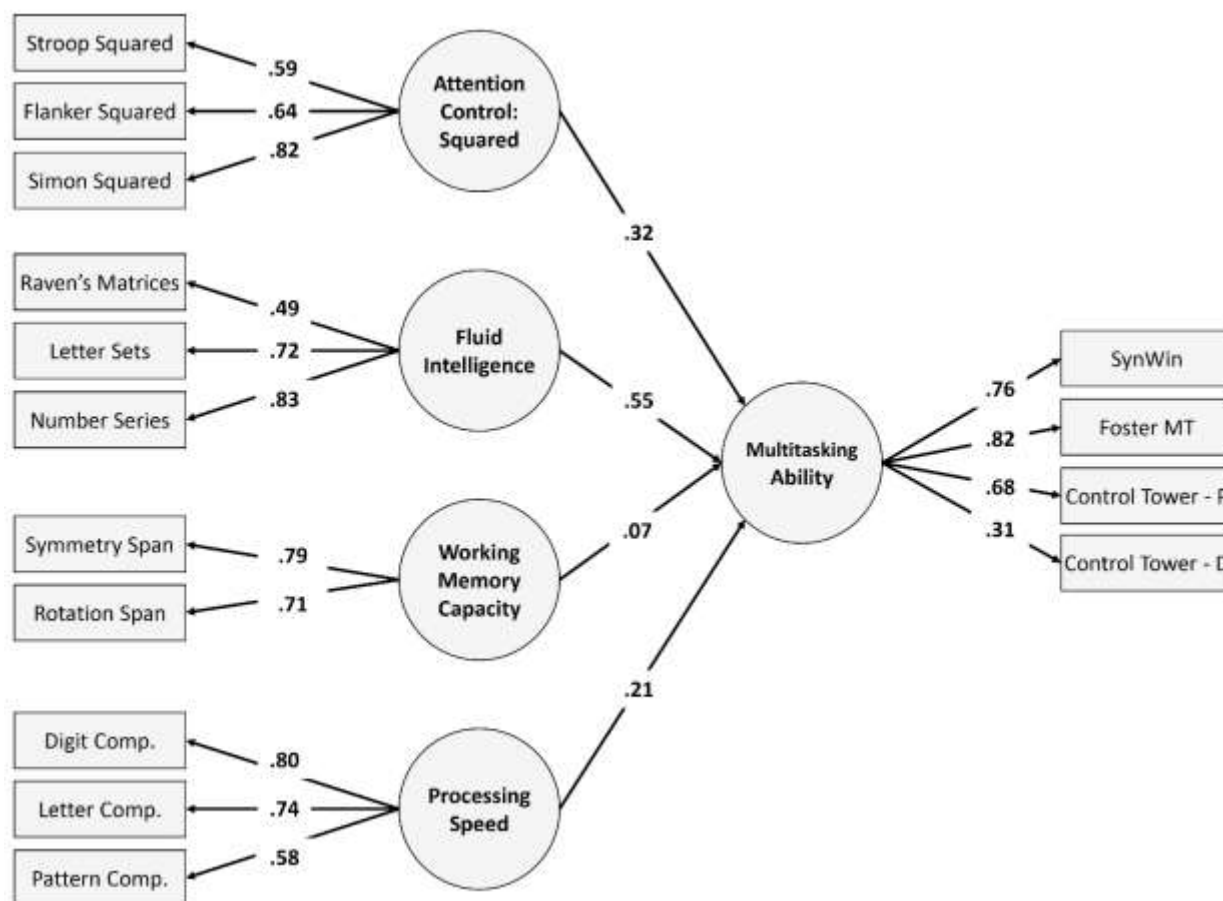 Stroop Squared
Flanker Squared
Simon Squared
.59
.64
.82
Attention
Control:
Squared
.32
Raven's Matrices
Letter Sets
Number Series
.49
.72
.83
Fluid
Intelligence
.55
Symmetry Span
Rotation Span
.79
.71
Working
Memory
Capacity
.07
Digit Comp.
Letter Comp.
Pattern Comp.
.80
.74
.58
Processing
Speed
.21
Multitasking
Ability
.76
.82
.68
.31
SynWin
Foster MT
Control Tower -
Control Tower -